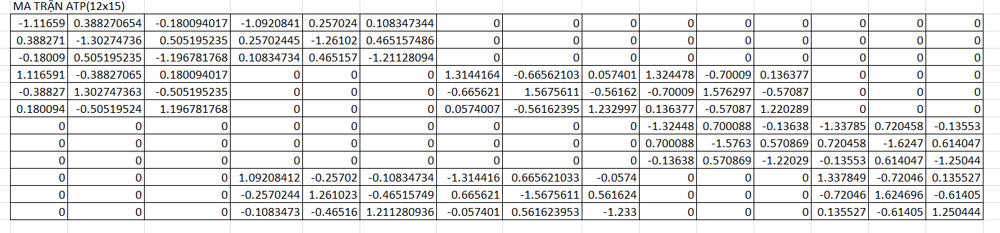 MA TRẬN ATP(12x15)
-1.11659 0.388270654 -0.180094017 -1.0920841 0.257024 0.108347344 0 0 0 0 0 0 0 0 0
0.388271 -1.30274736 0.505195235 0.25702445 -1.26102 0.465157486 0 0 0 0 0 0 0 0 0
-0.18009 0.505195235 -1.196781768 0.10834734 0.465157 -1.21128094 0 0 0 0 0 0 0 0 0
1.116591 -0.38827065 0.180094017 0 0 0 1.3144164 -0.66562103 0.057401 1.324478 -0.70009 0.136377 0 0 0
-0.38827 1.302747363 -0.505195235 0 0 0 -0.665621 1.5675611 -0.56162 -0.70009 1.576297 -0.57087 0 0 0
0.180094 -0.50519524 1.196781768 0 0 0 0.0574007 -0.56162395 1.232997 0.136377 -0.57087 1.220289 0 0 0
0 0 0 0 0 0 0 0 0 -1.32448 0.700088 -0.13638 -1.33785 0.720458 -0.13553
0 0 0 0 0 0 0 0 0 0.700088 -1.5763 0.570869 0.720458 -1.6247 0.614047
0 0 0 0 0 0 0 0 0 -0.13638 0.570869 -1.22029 -0.13553 0.614047 -1.25044
0 0 0 1.09208412 -0.25702 -0.10834734 -1.314416 0.665621033 -0.0574 0 0 0 1.337849 -0.72046 0.135527
0 0 0 -0.2570244 1.261023 -0.46515749 0.665621 -1.5675611 0.561624 0 0 0 -0.72046 1.624696 -0.61405
0 0 0 -0.1083473 -0.46516 1.211280936 -0.057401 0.561623953 -1.233 0 0 0 0.135527 -0.61405 1.250444